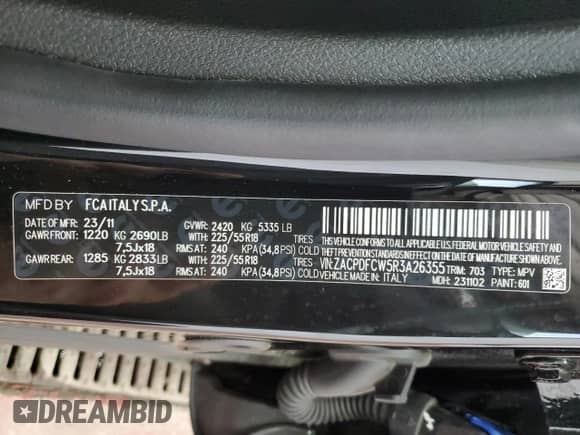 MFD BY FCA ITALY S.P.A.
DATE OF MFR: 23/11 GVWR: 2420 KG 5335 LB
GAWR FRONT: 1220 KG 2690LB WITH 225/55R18 TIRES
7,5Jx18 RIMS AT 240 KPA (34,8PSI) COLD
GAWR REAR: 1285 KG 2833LB WITH 225/55R18 TIRES
7,5Jx18 RIMS AT 240 KPA (34,8PSI) COLD
THIS VEHICLE CONFORMS TO ALL APPLICABLE U.S. FEDERAL MOTOR VEHICLE SAFETY, BUMPER, AND
THEFT PREVENTION STANDARDS IN EFFECT ON THE DATE OF MANUFACTURE SHOWN ABOVE.
VIN: ZACPDFCW5R3A26355 TRIM: 703 TYPE: MPV
VEHICLE MADE IN: ITALY MDH: 231102 PAINT: 601
DREAMBID